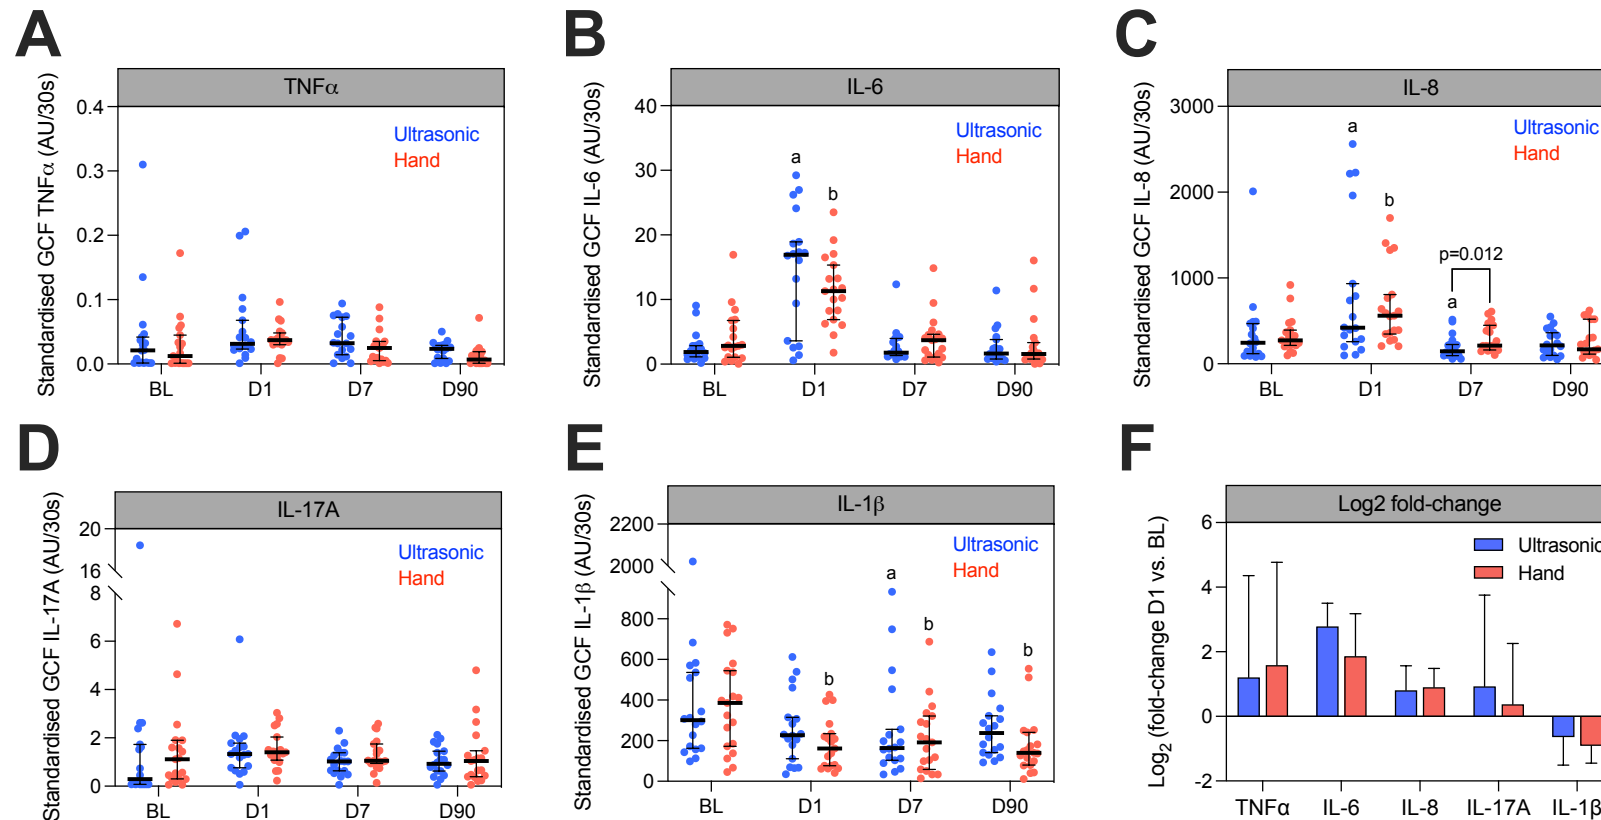 A
TNFα
Standardised GCF TNFα (AU/30s)
0.4
0.3
0.2
0.1
0.0
Ultrasonic
Hand
BL D1 D7 D90
B
IL-6
Standardised GCF IL-6 (AU/30s)
40
30
20
10
0
Ultrasonic
Hand
a
b
BL D1 D7 D90
C
IL-8
Standardised GCF IL-8 (AU/30s)
3000
2000
1000
0
Ultrasonic
Hand
a
b
p=0.012
a
BL D1 D7 D90
D
IL-17A
Standardised GCF IL-17A (AU/30s)
20
16
8
6
4
2
0
Ultrasonic
Hand
BL D1 D7 D90
E
IL-1β
Standardised GCF IL-1β (AU/30s)
2200
2000
800
600
400
200
0
Ultrasonic
Hand
a
b
b
b
BL D1 D7 D90
F
Log2 fold-change
Log2 (fold-change D1 vs. BL)
6
4
2
0
-2
Ultrasonic
Hand
TNFα IL-6 IL-8 IL-17A IL-1β